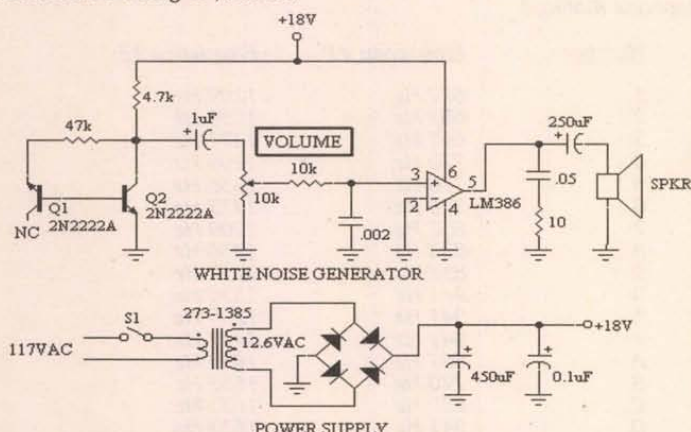 +18V
4.7k
47k
1uF
VOLUME
250uF
10k
10k
3
2
6
5
4
+
−
LM386
.05
10
SPKR
Q1
2N2222A
NC
Q2
2N2222A
.002
WHITE NOISE GENERATOR
S1
273-1385
117VAC
12.6VAC
+18V
450uF
0.1uF
POWER SUPPLY